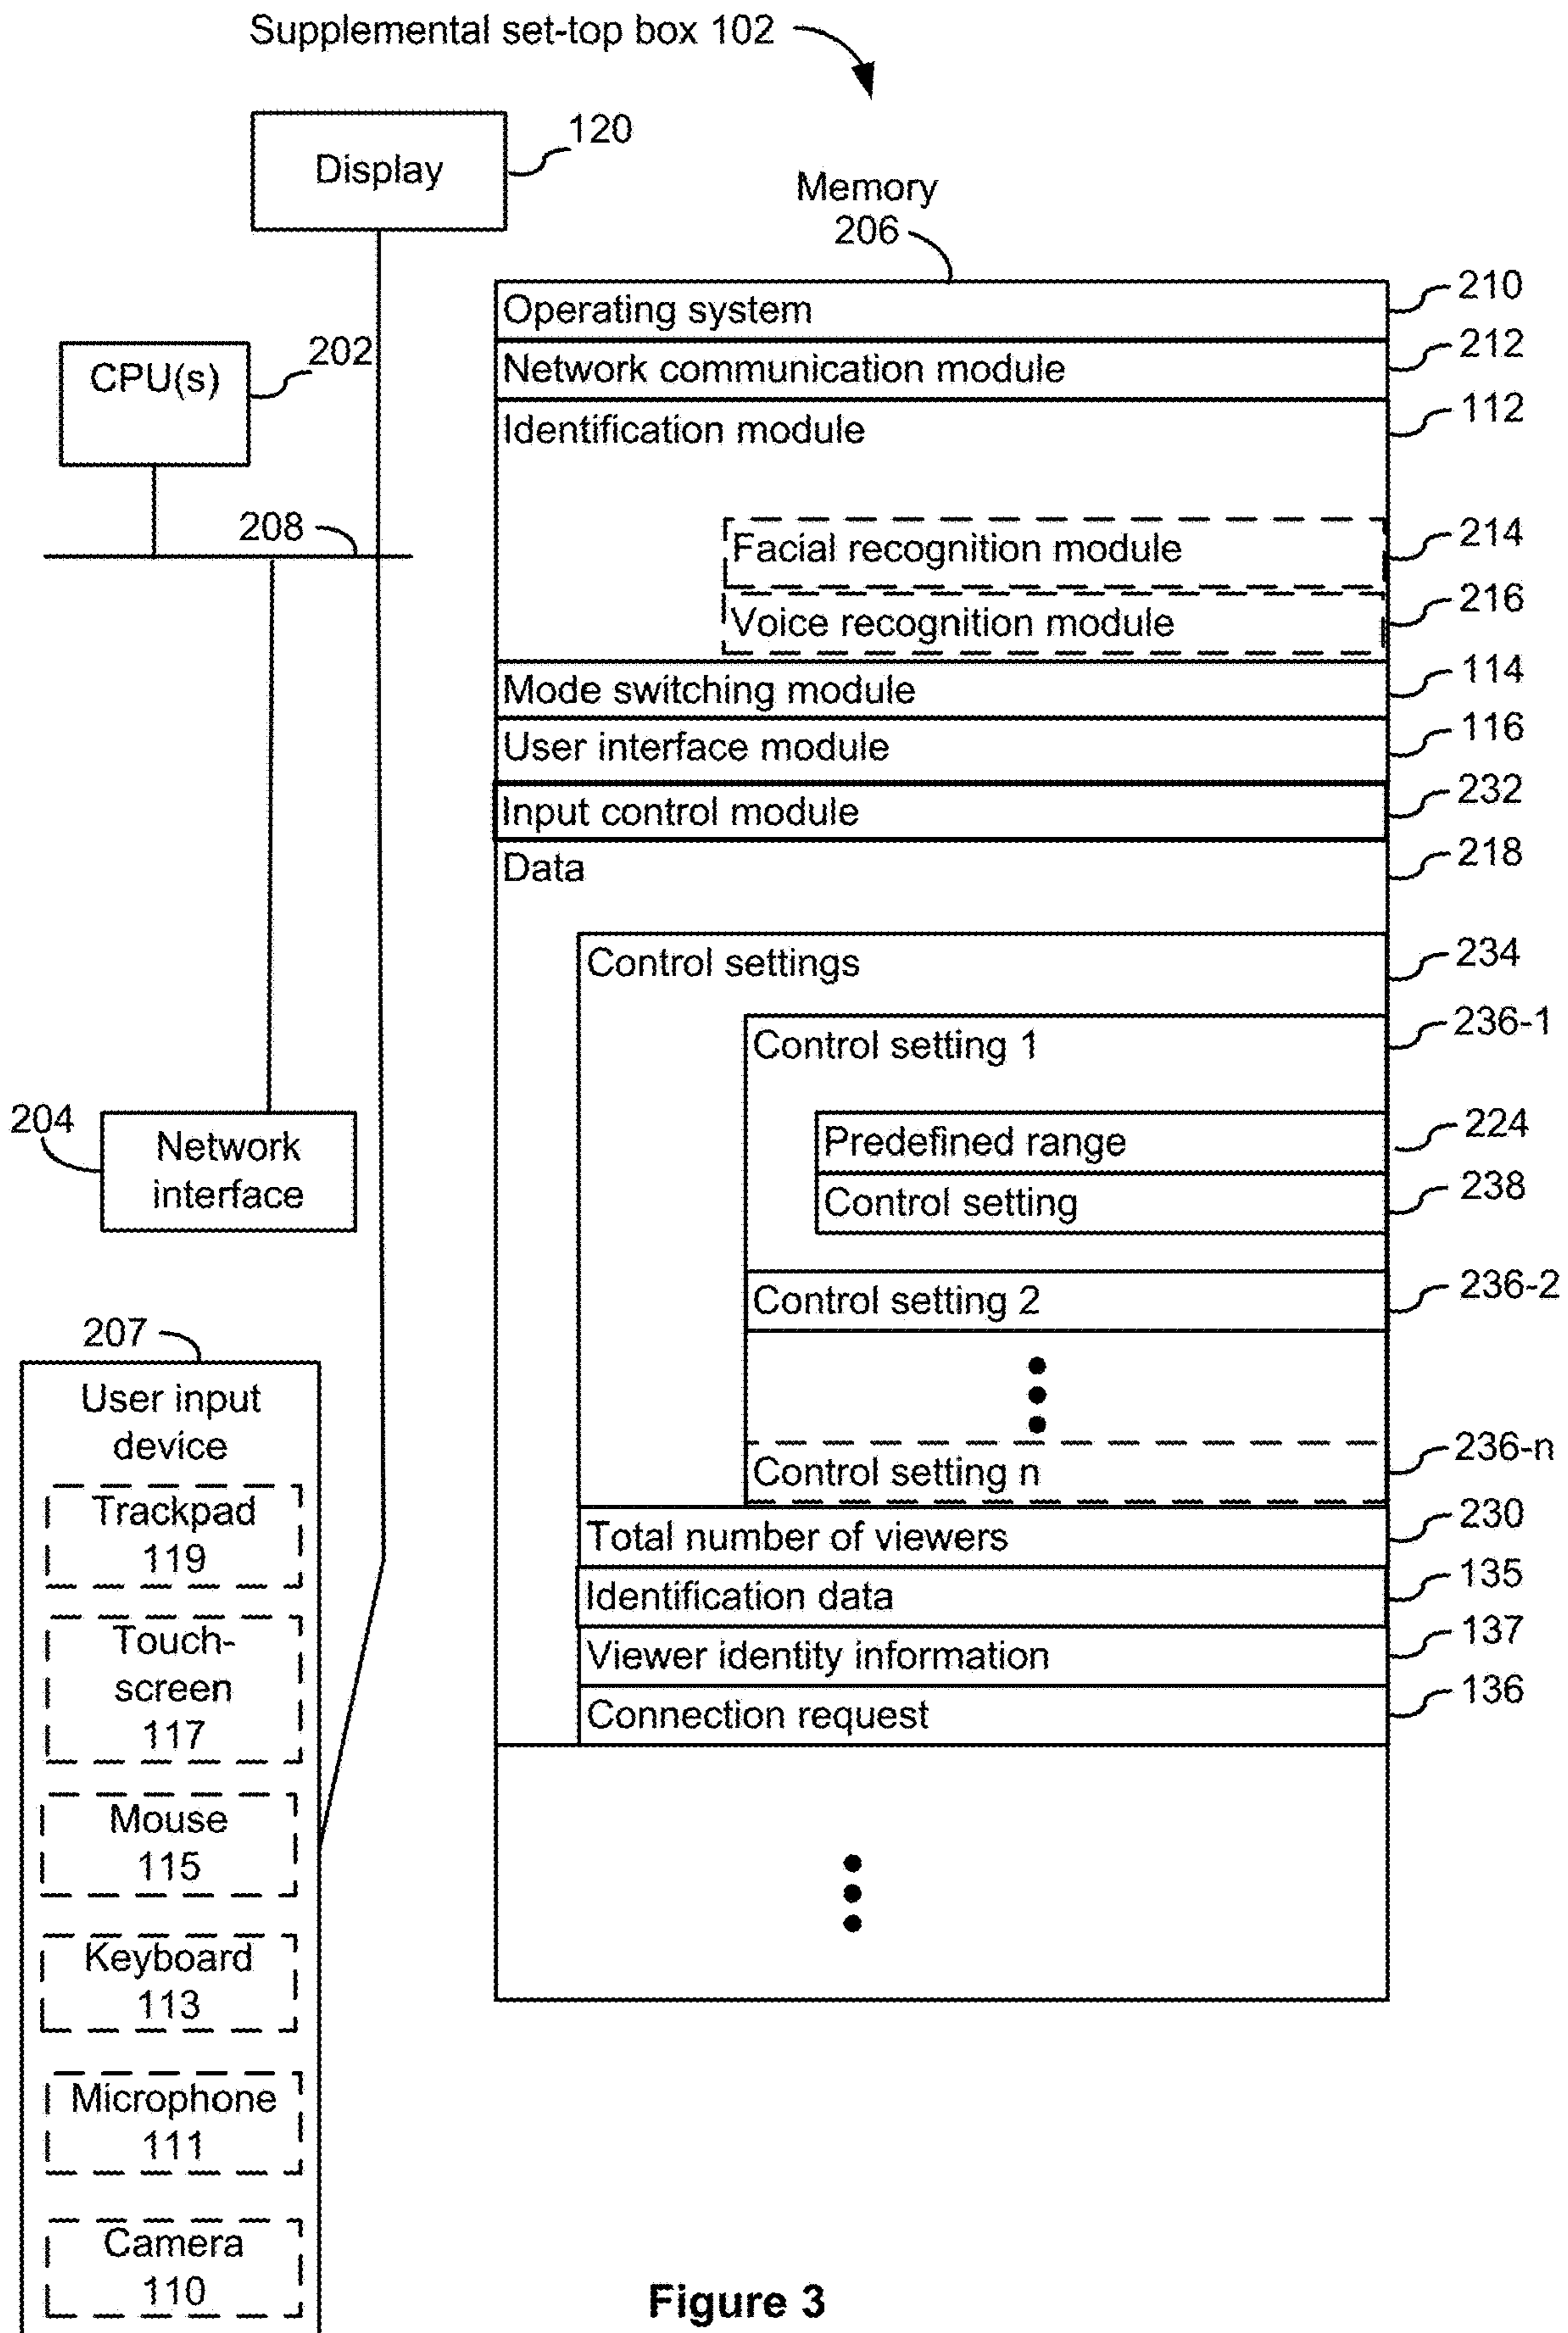 Supplemental set-top box 102
Display
120
Memory
206
CPU(s)
202
208
204
Network
interface
207
User input
device
Trackpad
119
Touch-
screen
117
Mouse
115
Keyboard
113
Microphone
111
Camera
110
Operating system
210
Network communication module
212
Identification module
112
Facial recognition module
214
Voice recognition module
216
Mode switching module
114
User interface module
116
Input control module
232
Data
218
Control settings
234
Control setting 1
236-1
Predefined range
224
Control setting
238
Control setting 2
236-2
Control setting n
236-n
Total number of viewers
230
Identification data
135
Viewer identity information
137
Connection request
136
Figure 3